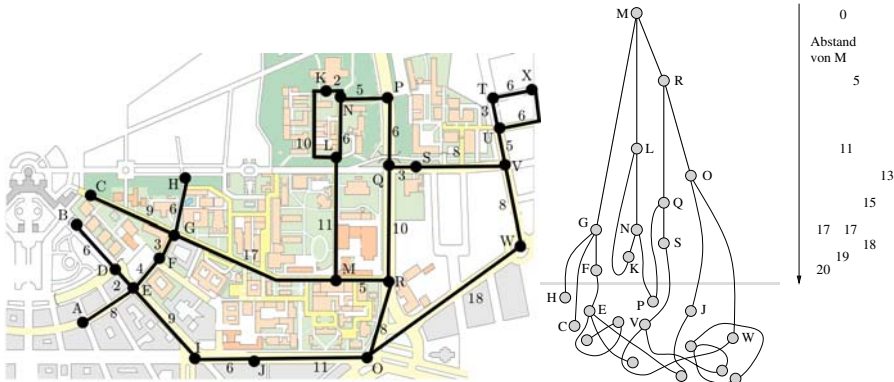 K 2 5 P
N
10 L 6 6
T 6 X
3 6
U 5
Q 3 S 8 V
8
C H
B 9 6 G
6 3 F
D 4 17
2 E
A 8
9
11 M 5 R
10
W
18
8
I 6 J 11 O
M
R
L
O
G
N
Q
S
F
K
H
C
E
P
V
J
W
0
Abstand
von M
5
11
13
15
17 17
18
19
20